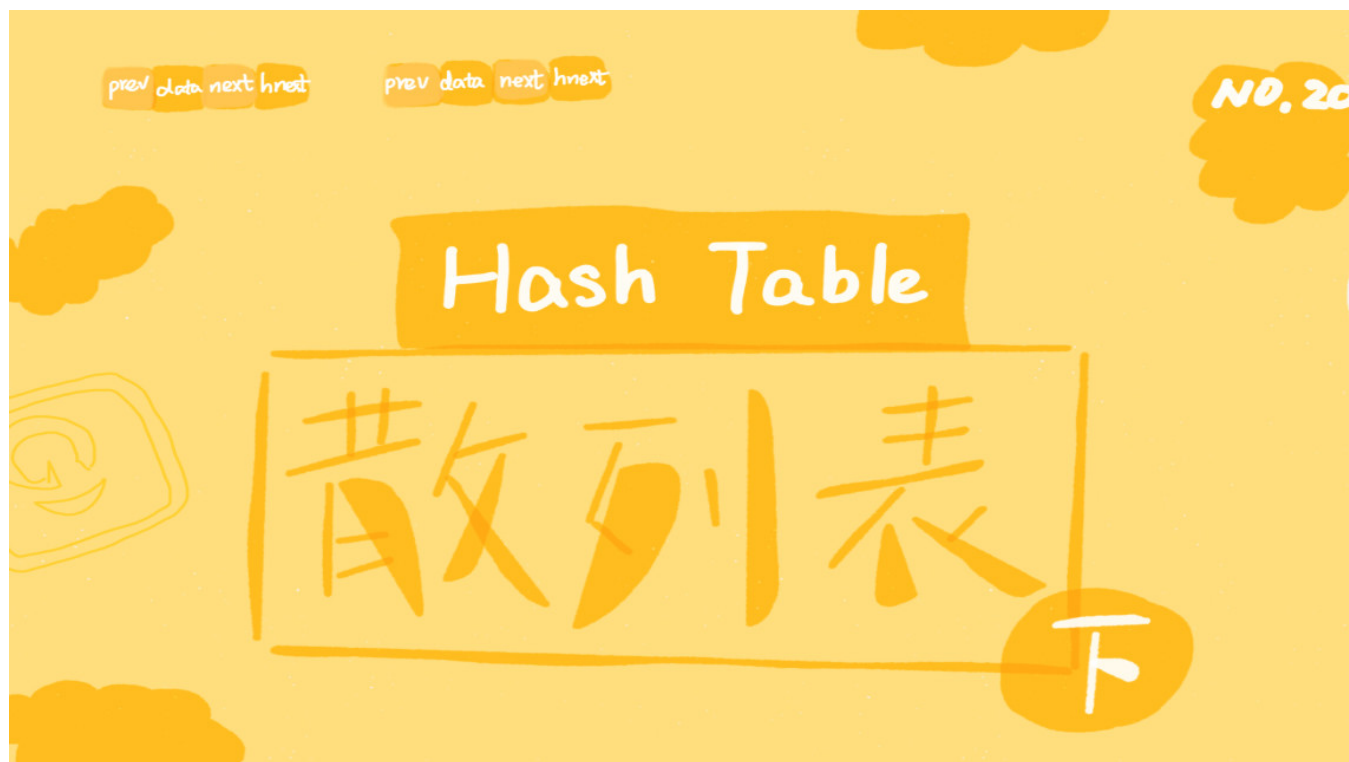 prev data next hnext
prev data next hnext
NO. 20
Hash Table
散列表
下